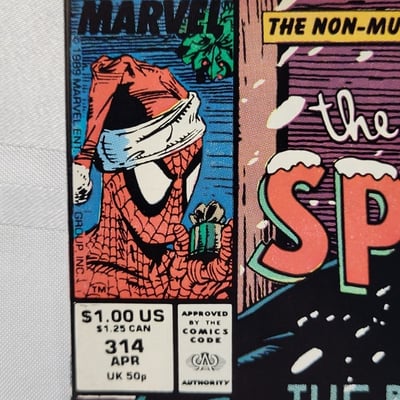 MARVEL
THE NON-MU
© 1989 MARVEL ENT
GROUP, INC.
the
SP
TM
$1.00 US
$1.25 CAN
314
APR
UK 50p
APPROVED
BY THE
COMICS
CODE
AUTHORITY
THE